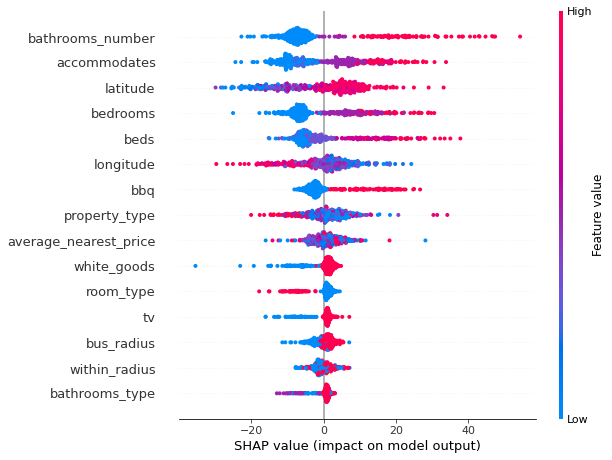 High
bathrooms_number
accommodates
latitude
bedrooms
beds
longitude
bbq
property_type
average_nearest_price
white_goods
room_type
tv
bus_radius
within_radius
bathrooms_type
Feature value
Low
−20 0 20 40
SHAP value (impact on model output)